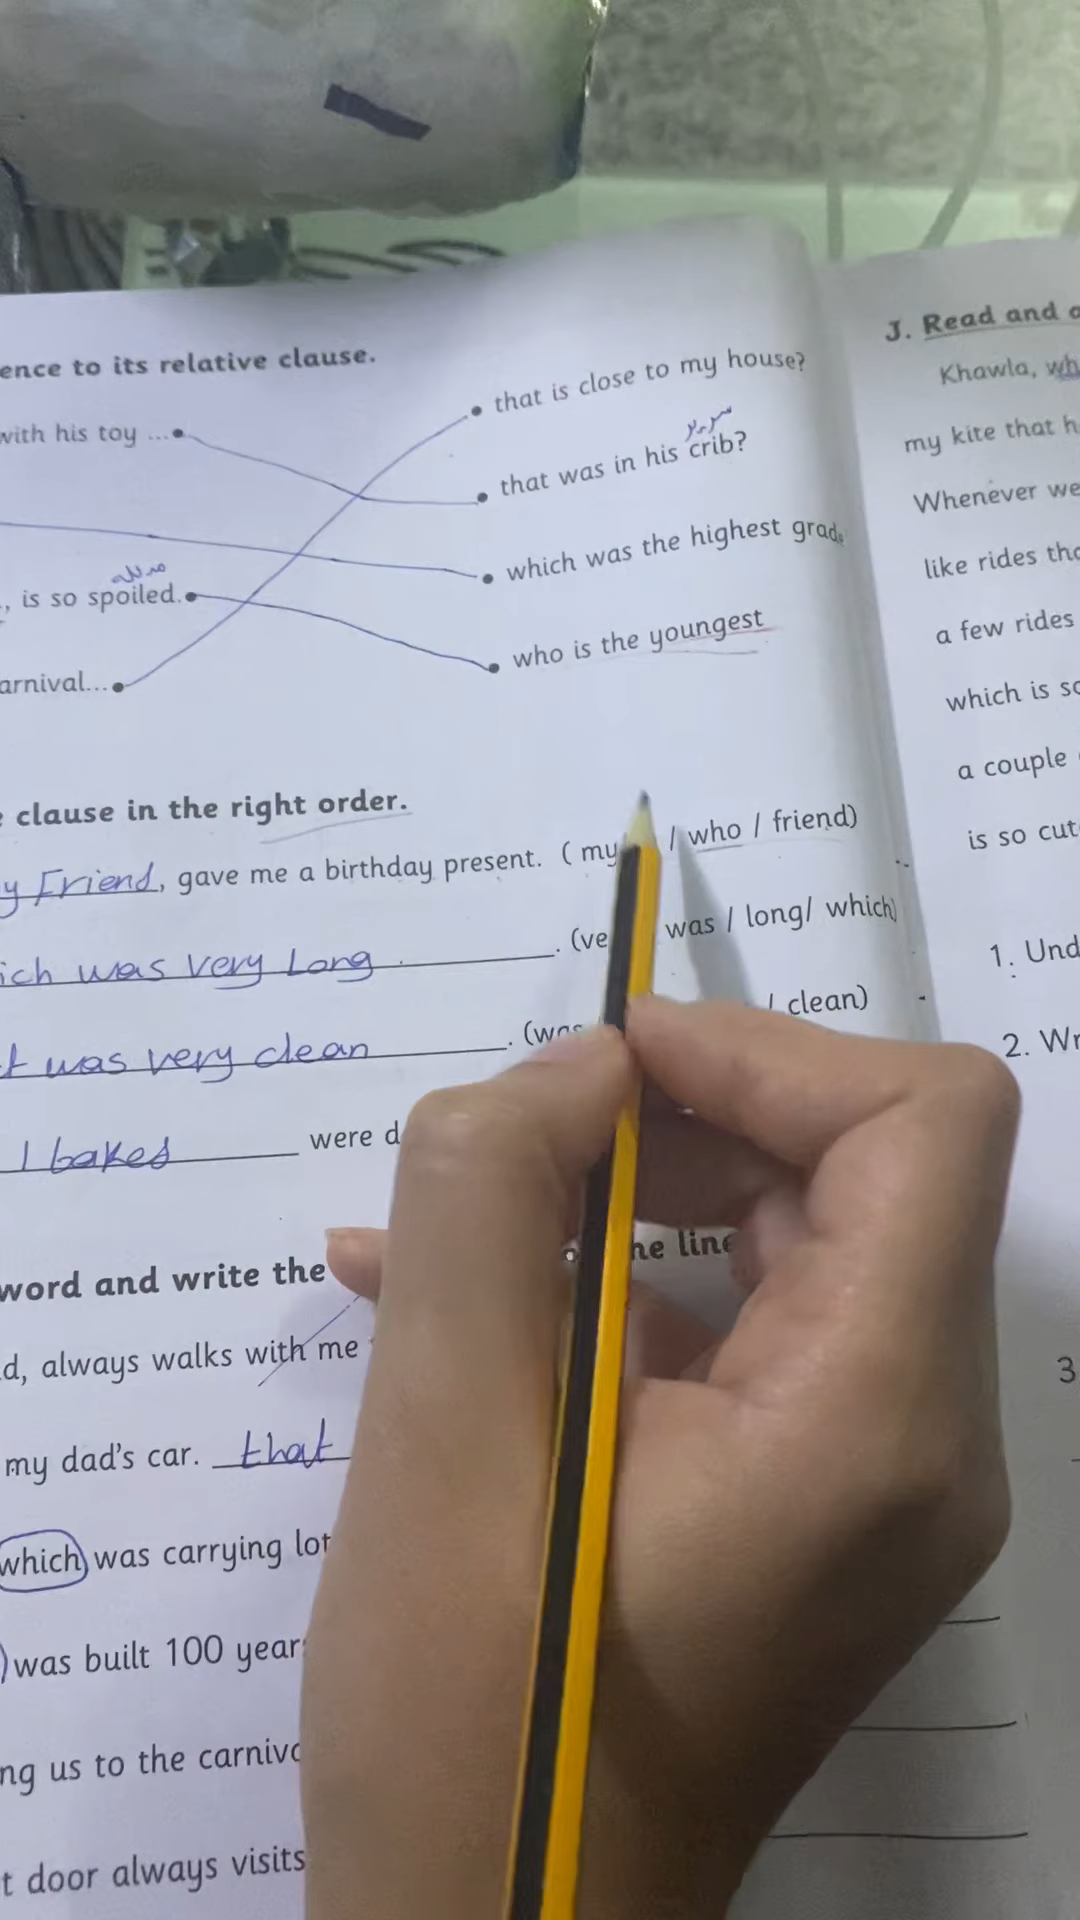 ence to its relative clause.
with his toy ...
that is close to my house?
سرير
that was in his crib?
which was the highest grade
مدلله
, is so spoiled.
who is the youngest
arnival...
clause in the right order.
y Friend, gave me a birthday present. ( my / who / friend)
ich was very Long . (ve was / long/ which)
t was very clean . (was / clean)
I baked were d
word and write the he line
d, always walks with me
my dad's car. that
which was carrying lot
was built 100 year
ng us to the carniva
t door always visits
J. Read and a
Khawla, wh
my kite that h
Whenever we
like rides tha
a few rides
which is so
a couple
is so cut
1. Und
2. Wr
3